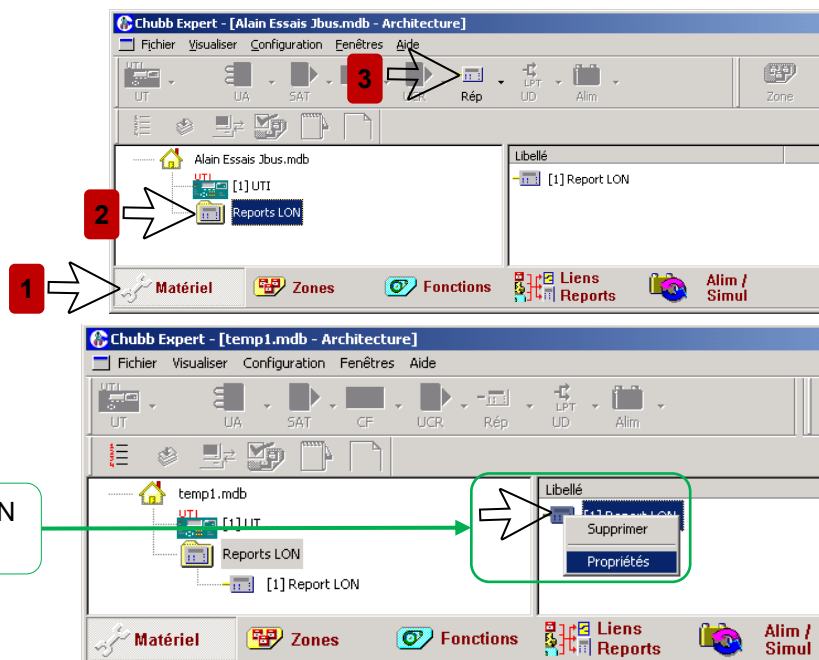 Chubb Expert - [Alain Essais Jbus.mdb - Architecture]
Fichier Visualiser Configuration Fenêtres Aide
UTI
UT UA SAT UCR Rép LPT UD Alim Zone
3
Alain Essais Jbus.mdb
UTI [1] UTI
2
Reports LON
Libellé
[1] Report LON
1
Matériel Zones Fonctions Liens Reports Alim / Simul
Chubb Expert - [temp1.mdb - Architecture]
Fichier Visualiser Configuration Fenêtres Aide
UTI
UT UA SAT CF UCR Rép LPT UD Alim
N
temp1.mdb
UTI [1] UT
Reports LON
[1] Report LON
Libellé
[1] Report LON
Supprimer
Propriétés
Matériel Zones Fonctions Liens Reports Alim / Simul